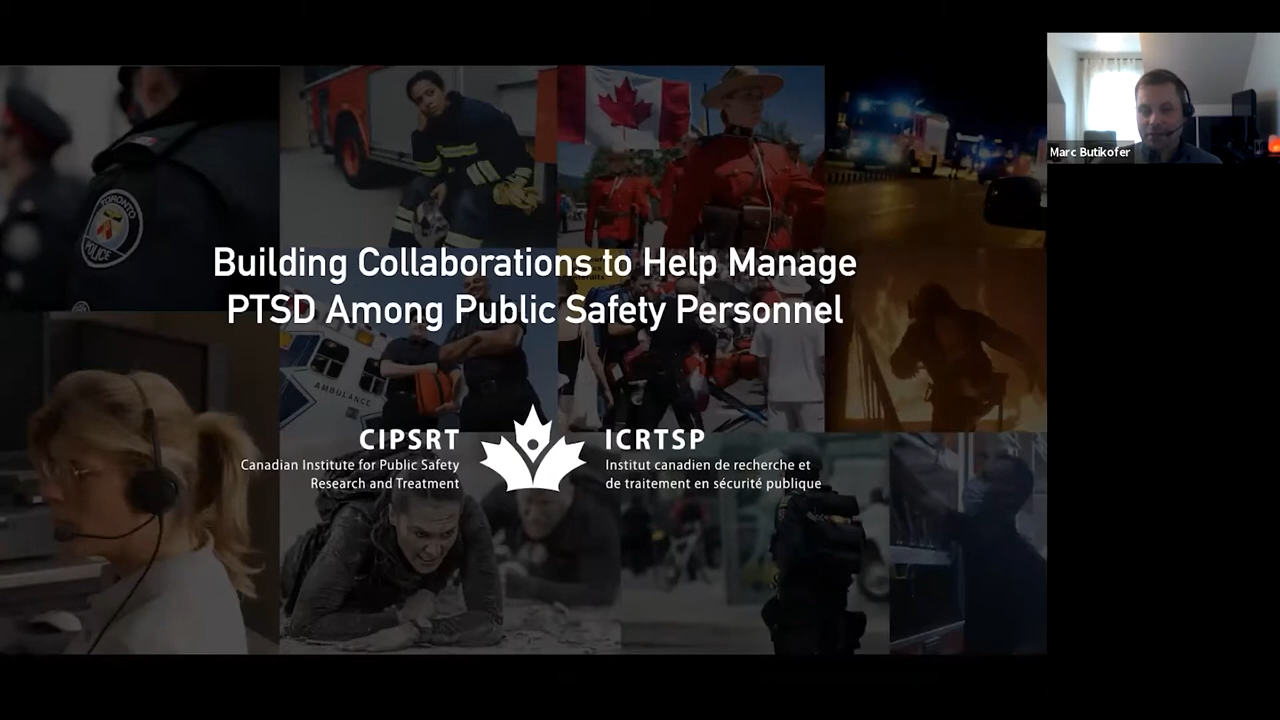 Marc Butikofer
TORONTO
POLICE
Building Collaborations to Help Manage
PTSD Among Public Safety Personnel
AMBULANCE
CIPSRT
Canadian Institute for Public Safety
Research and Treatment
ICRTSP
Institut canadien de recherche et
de traitement en sécurité publique